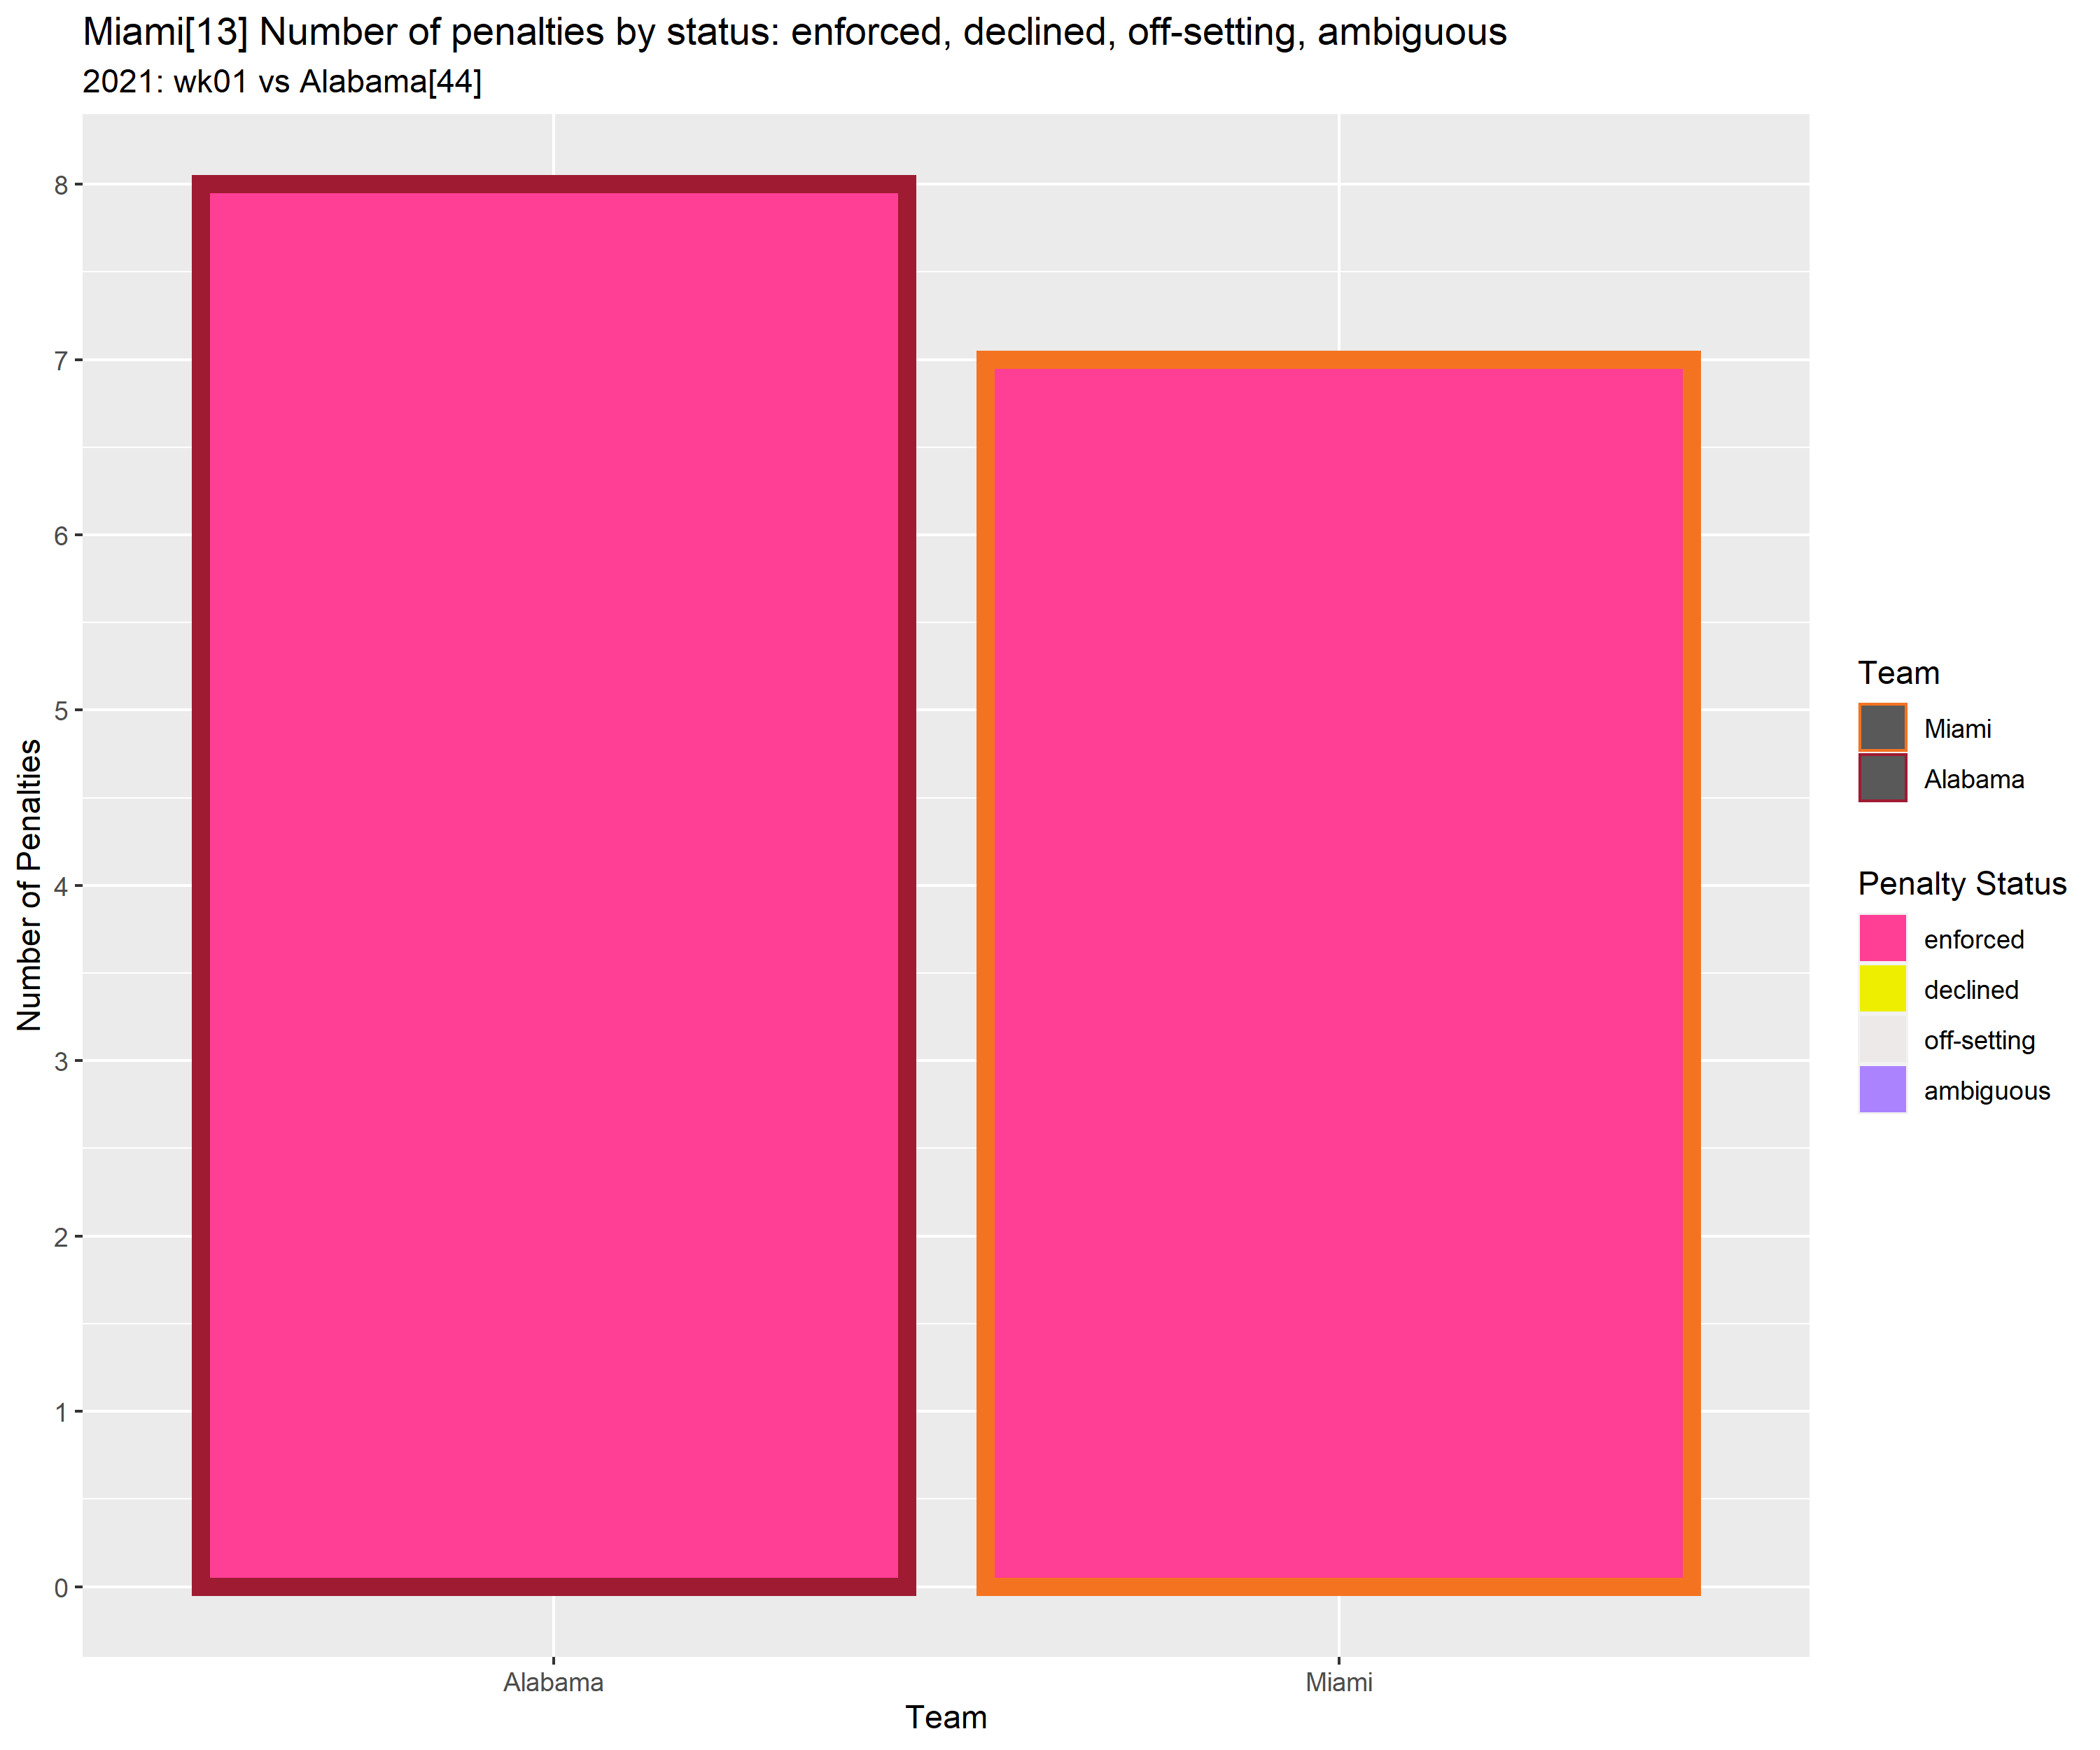 Miami[13] Number of penalties by status: enforced, declined, off-setting, ambiguous
2021: wk01 vs Alabama[44]
Number of Penalties
8
7
6
5
4
3
2
1
0
Alabama
Miami
Team
Team
Miami
Alabama
Penalty Status
enforced
declined
off-setting
ambiguous